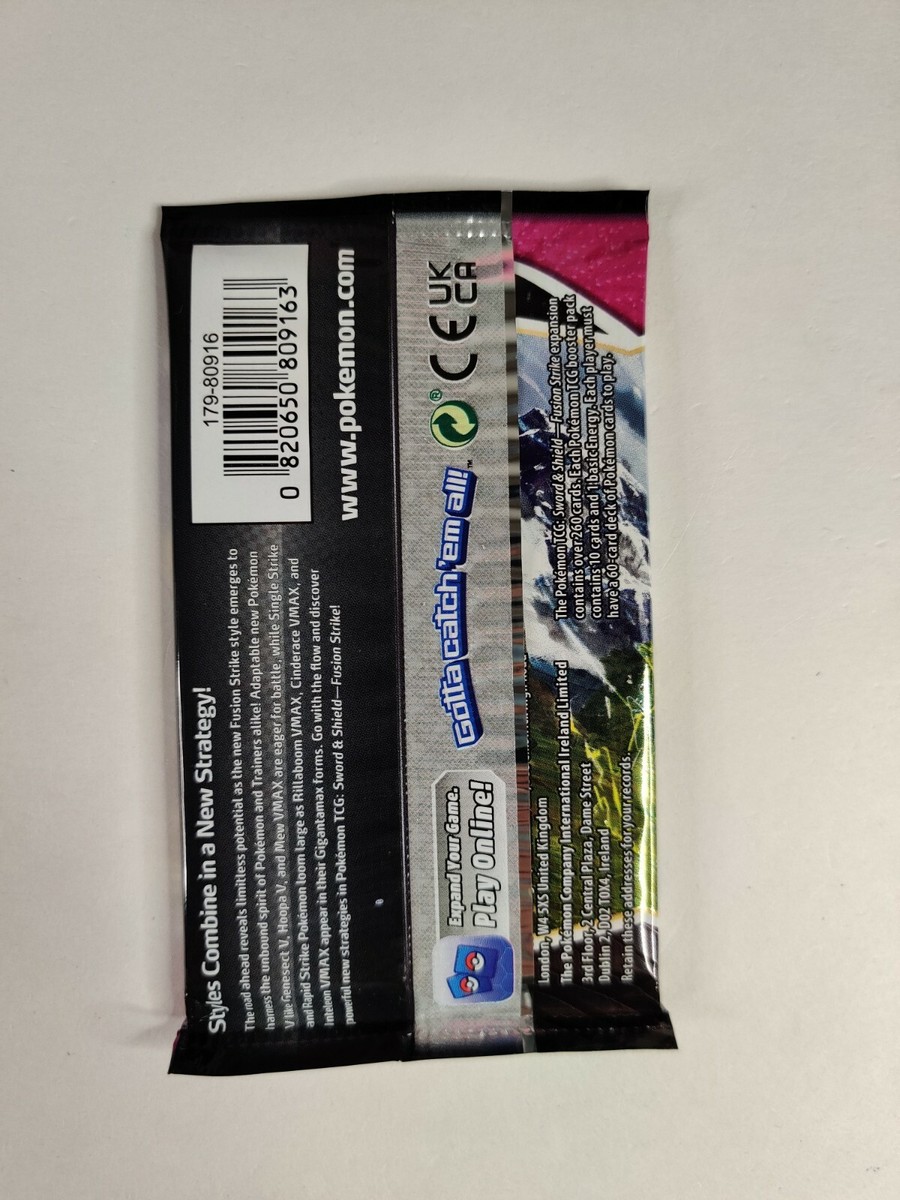 Styles Combine in a New Strategy!
The road ahead reveals limitless potential as the new Fusion Strike style emerges to
harness the unbound spirit of Pokémon and Trainers alike! Adaptable new Pokémon
V like Genesect V, Hoopa V, and Mew VMAX are eager for battle, while Single Strike
and Rapid Strike Pokémon loom large as Rillaboom VMAX, Cinderace VMAX, and
Inteleon VMAX appear in their Gigantamax forms. Go with the flow and discover
powerful new strategies in Pokémon TCG: Sword & Shield—Fusion Strike!
179-80916
0 820650 809163
www.pokemon.com
Expand Your Game.
Play Online!
Gotta catch 'em all!™
®
CE
UK
CA
London, W4 5XS United Kingdom
The Pokémon Company International Ireland Limited
3rd Floor, 2 Central Plaza, Dame Street
Dublin 2, D02 T0X4, Ireland
Retain these addresses for your records.
The Pokémon TCG: Sword & Shield—Fusion Strike expansion
contains over 260 cards. Each Pokémon TCG booster pack
contains 10 cards and 1 basic Energy. Each player must
have a 60-card deck of Pokémon cards to play.